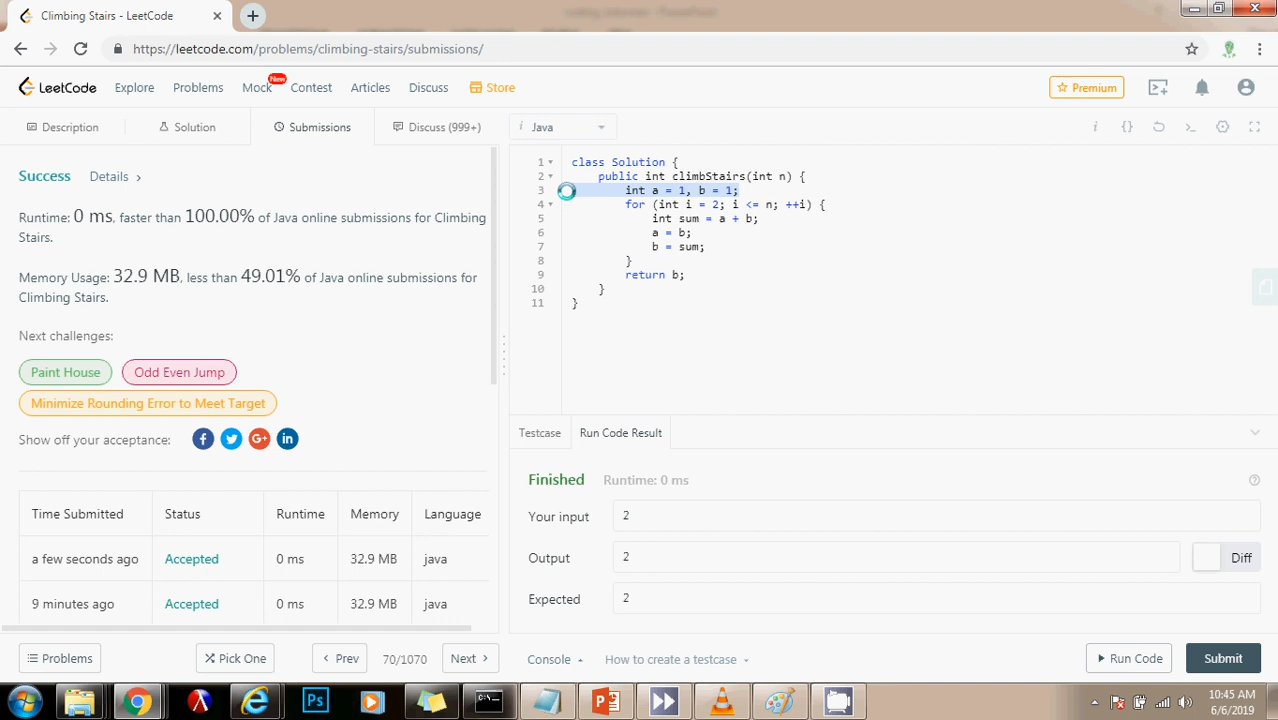 Climbing Stairs - LeetCode
https://leetcode.com/problems/climbing-stairs/submissions/
LeetCode Explore Problems Mock New Contest Articles Discuss Store Premium
Description Solution Submissions Discuss (999+) i Java
Success Details
Runtime: 0 ms, faster than 100.00% of Java online submissions for Climbing
Stairs.
Memory Usage: 32.9 MB, less than 49.01% of Java online submissions for
Climbing Stairs.
Next challenges:
Paint House Odd Even Jump
Minimize Rounding Error to Meet Target
Show off your acceptance:
Time Submitted Status Runtime Memory Language
a few seconds ago Accepted 0 ms 32.9 MB java
9 minutes ago Accepted 0 ms 32.9 MB java
1 class Solution {
2 public int climbStairs(int n) {
3 int a = 1, b = 1;
4 for (int i = 2; i <= n; ++i) {
5 int sum = a + b;
6 a = b;
7 b = sum;
8 }
9 return b;
10 }
11 }
Testcase Run Code Result
Finished Runtime: 0 ms
Your input 2
Output 2 Diff
Expected 2
Problems Pick One Prev 70/1070 Next Console How to create a testcase Run Code Submit
10:45 AM
6/6/2019